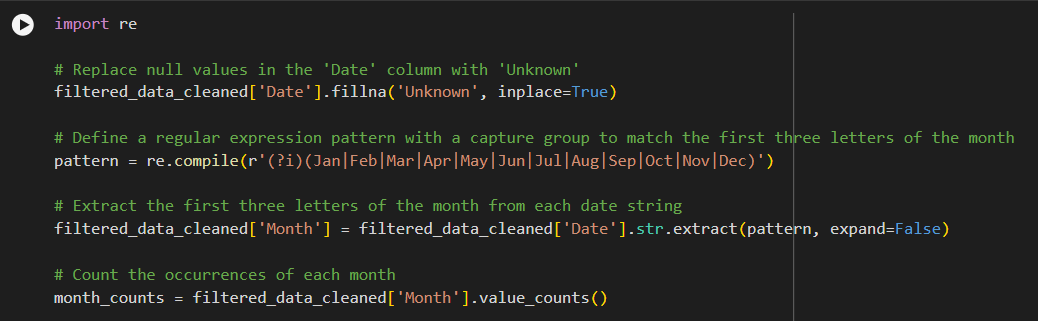 import re
# Replace null values in the 'Date' column with 'Unknown'
filtered_data_cleaned['Date'].fillna('Unknown', inplace=True)
# Define a regular expression pattern with a capture group to match the first three letters of the month
pattern = re.compile(r'(?i)(Jan|Feb|Mar|Apr|May|Jun|Jul|Aug|Sep|Oct|Nov|Dec)')
# Extract the first three letters of the month from each date string
filtered_data_cleaned['Month'] = filtered_data_cleaned['Date'].str.extract(pattern, expand=False)
# Count the occurrences of each month
month_counts = filtered_data_cleaned['Month'].value_counts()